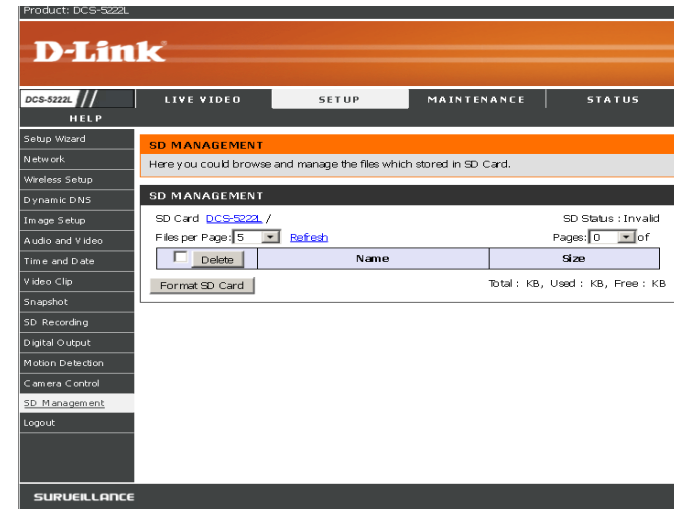 Product: DCS-5222L
D-Link
DCS-5222L // LIVE VIDEO SETUP MAINTENANCE STATUS
HELP
Setup Wizard
Network
Wireless Setup
Dynamic DNS
Image Setup
Audio and Video
Time and Date
Video Clip
Snapshot
SD Recording
Digital Output
Motion Detection
Camera Control
SD Management
Logout
SD MANAGEMENT
Here you could browse and manage the files which stored in SD Card.
SD MANAGEMENT
SD Card DCS-5222L / SD Status : Invalid
Files per Page: 5 Refresh Pages: 0 of
Delete Name Size
Format SD Card Total : KB, Used : KB, Free : KB
SURVEILLANCE